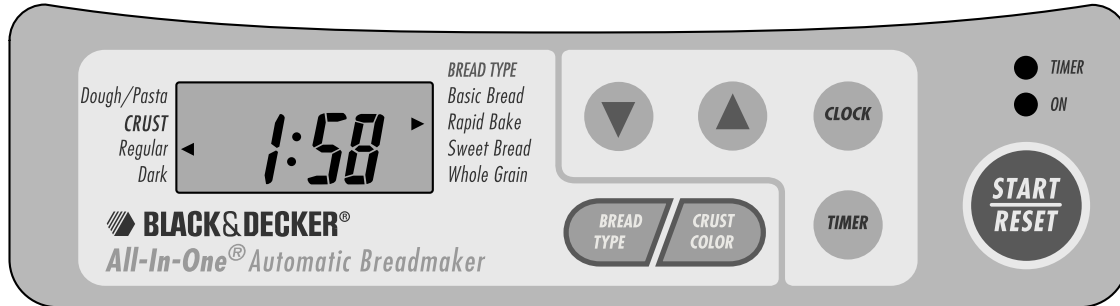 Dough/Pasta
CRUST
Regular
Dark
1:58
BREAD TYPE
Basic Bread
Rapid Bake
Sweet Bread
Whole Grain
BLACK&DECKER®
All-In-One® Automatic Breadmaker
CLOCK
BREAD
TYPE
CRUST
COLOR
TIMER
TIMER
ON
START
RESET